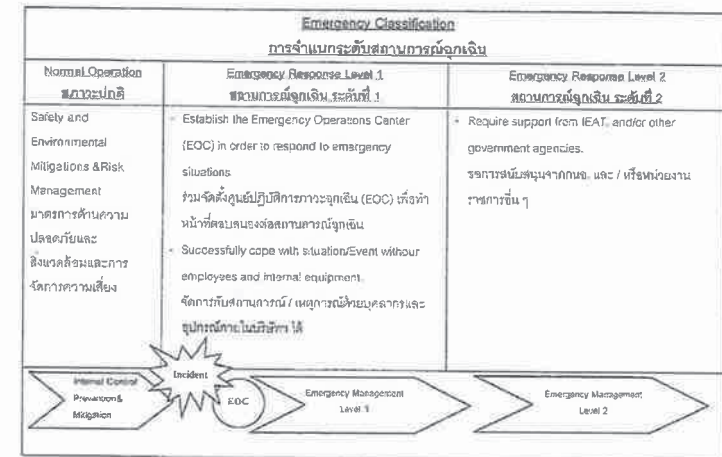 Emergency Classification
การจำแนกระดับสถานการณ์ฉุกเฉิน
Normal Operation
สภาวะปกติ
Emergency Response Level 1
สถานการณ์ฉุกเฉิน ระดับที่ 1
Emergency Response Level 2
สถานการณ์ฉุกเฉิน ระดับที่ 2
Safety and
Environmental
Mitigations &Risk
Management
มาตรการด้านความ
ปลอดภัยและ
สิ่งแวดล้อมและการ
จัดการความเสี่ยง
- Establish the Emergency Operations Center
(EOC) in order to respond to emergency
situations
ร่วมจัดตั้งศูนย์ปฏิบัติการภาวะฉุกเฉิน (EOC) เพื่อทำ
หน้าที่ตอบสนองต่อสถานการณ์ฉุกเฉิน
- Successfully cope with situation/Event withour
employees and internal equipment.
จัดการกับสถานการณ์ / เหตุการณ์ด้วยบุคลากรและ
อุปกรณ์ภายในบริษัทฯ ได้
- Require support from IEAT, and/or other
government agencies.
ขอการสนับสนุนจากกนอ. และ / หรือหน่วยงาน
ราชการอื่น ๆ
Internal Control
Prevention&
Mitigation
Incident
EOC
Emergency Management
Level 1
Emergency Management
Level 2